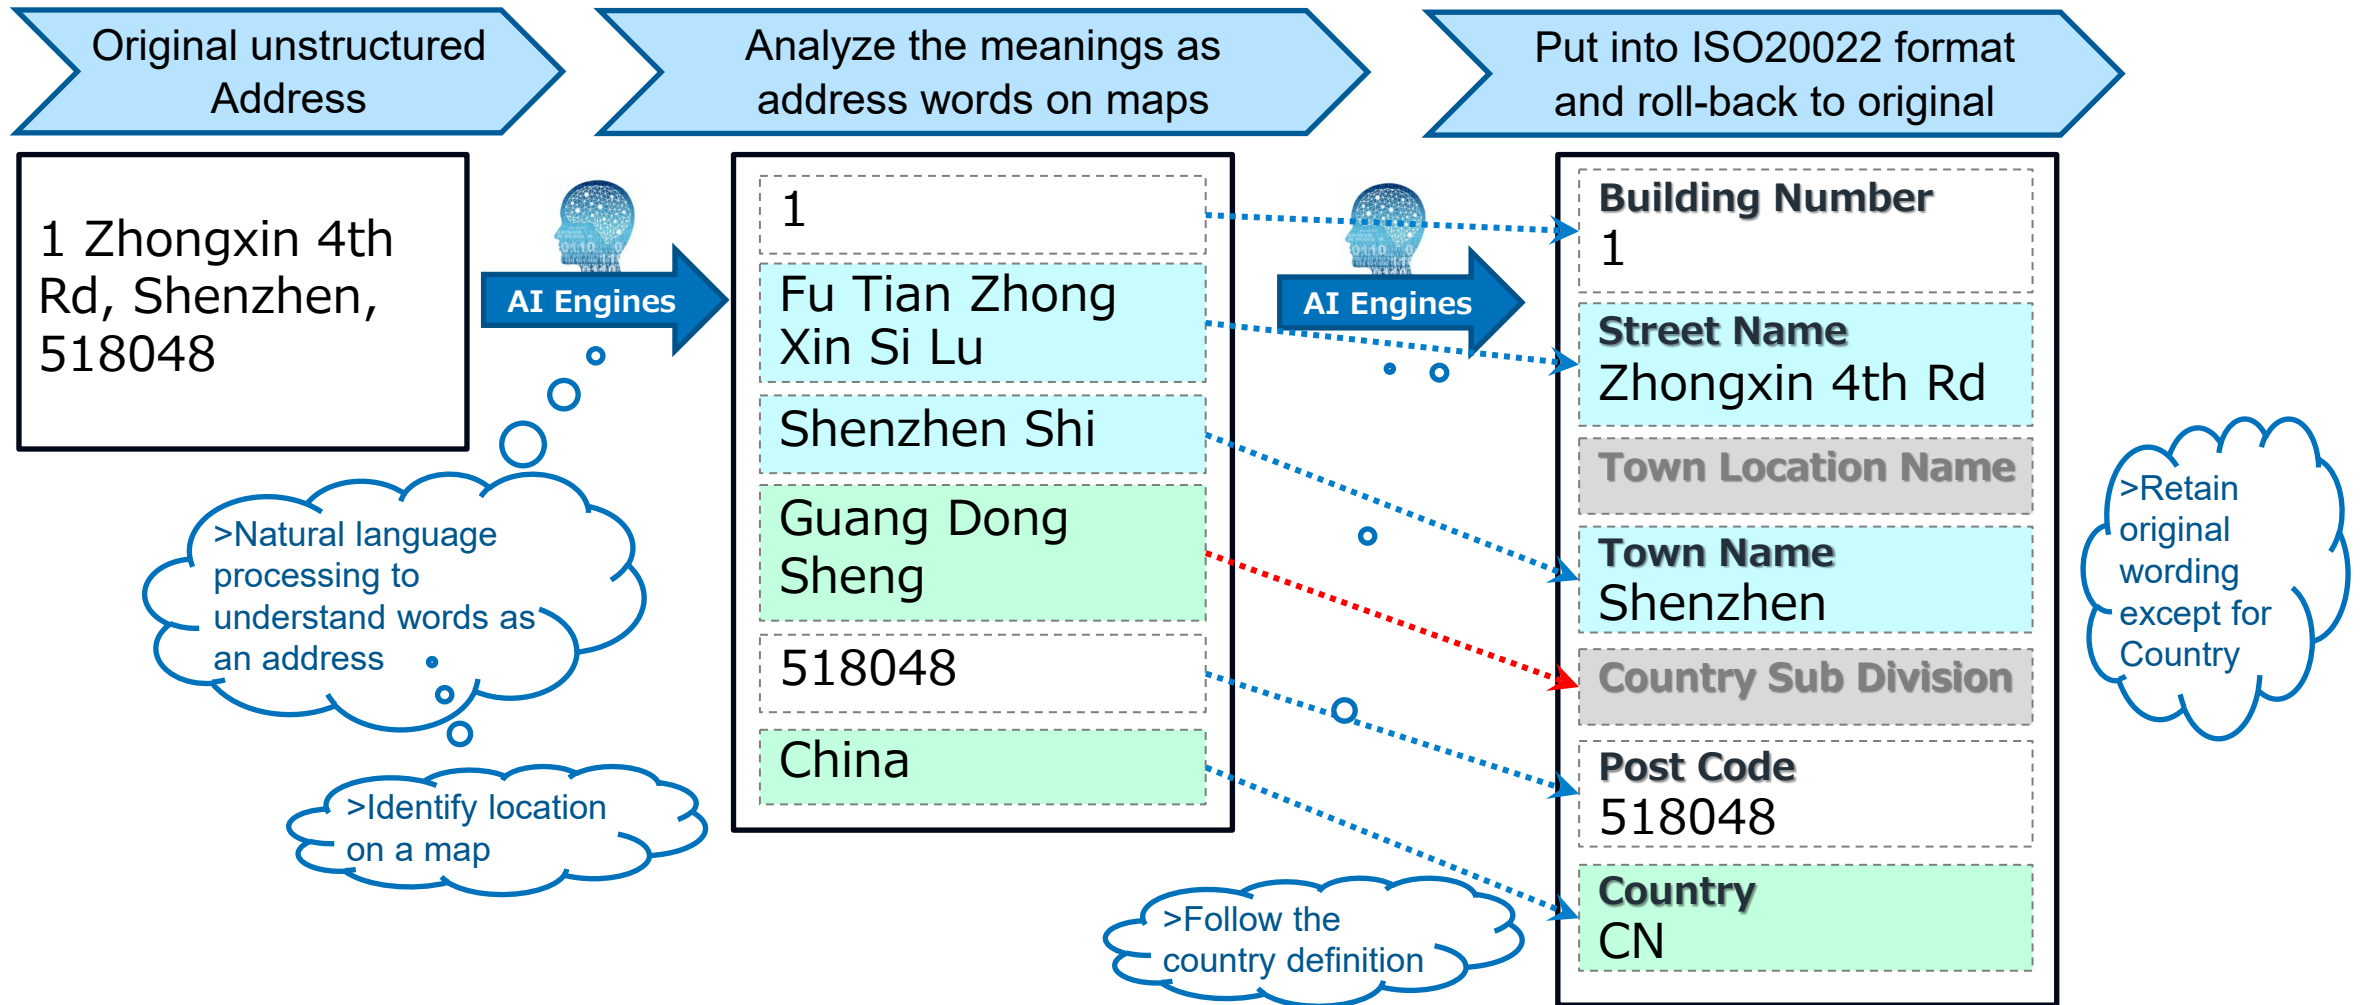 Original unstructured
Address
Analyze the meanings as
address words on maps
Put into ISO20022 format
and roll-back to original
1 Zhongxin 4th
Rd, Shenzhen,
518048
AI Engines
>Natural language
processing to
understand words as
an address
>Identify location
on a map
1
Fu Tian Zhong
Xin Si Lu
Shenzhen Shi
Guang Dong
Sheng
518048
China
AI Engines
>Follow the
country definition
Building Number
1
Street Name
Zhongxin 4th Rd
Town Location Name
Town Name
Shenzhen
Country Sub Division
Post Code
518048
Country
CN
>Retain
original
wording
except for
Country